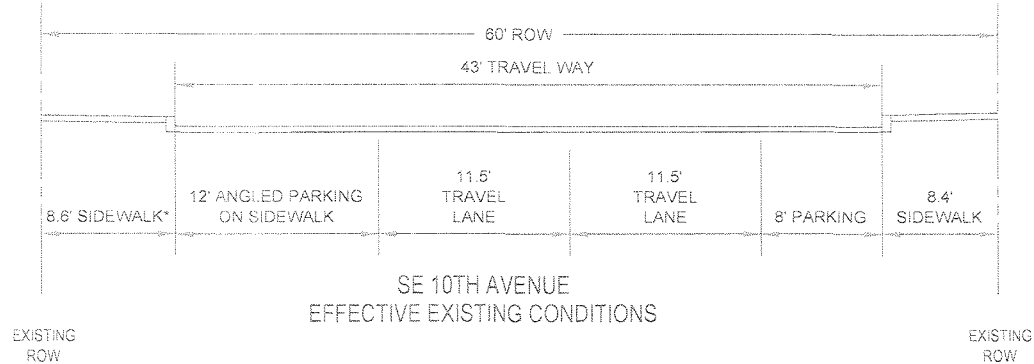 60' ROW
43' TRAVEL WAY
8.6' SIDEWALK*
12' ANGLED PARKING
ON SIDEWALK
11.5'
TRAVEL
LANE
11.5'
TRAVEL
LANE
8' PARKING
8.4'
SIDEWALK
SE 10TH AVENUE
EFFECTIVE EXISTING CONDITIONS
EXISTING
ROW
EXISTING
ROW